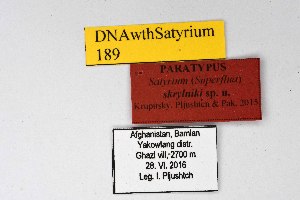 DNAwthSatyrium
189
PARATYPUS
Satyrium (Superflua)
skrylniki sp. n.
Krupitsky, Pljushtch & Pak, 2015
Afghanistan, Bamian
Yakowlang distr.
Ghazi vill, 2700 m
28. VI. 2016
Leg. I. Pljushtch